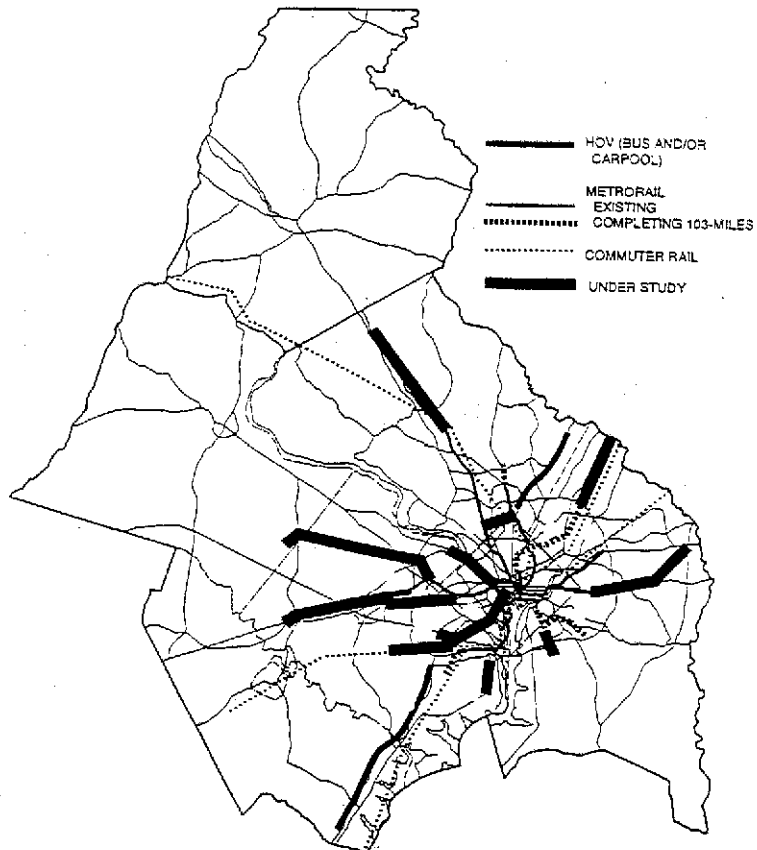 HOV (BUS AND/OR
CARPOOL)
METRORAIL
EXISTING
COMPLETING 103-MILES
COMMUTER RAIL
UNDER STUDY